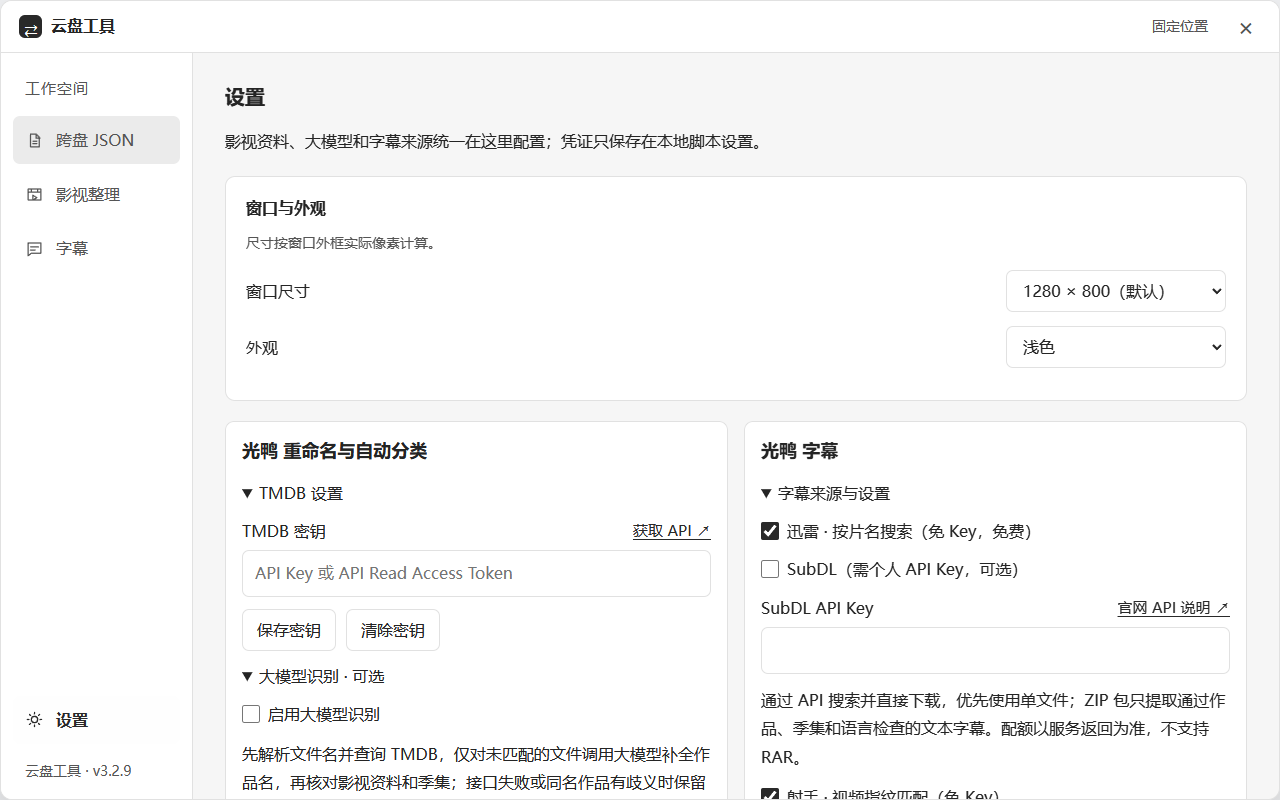 云盘工具
固定位置
工作空间
跨盘 JSON
影视整理
字幕
设置
云盘工具 · v3.2.9
设置
影视资料、大模型和字幕来源统一在这里配置；凭证只保存在本地脚本设置。
窗口与外观
尺寸按窗口外框实际像素计算。
窗口尺寸
1280 × 800（默认）
外观
浅色
光鸭 重命名与自动分类
TMDB 设置
TMDB 密钥
获取 API ↗
API Key 或 API Read Access Token
保存密钥
清除密钥
大模型识别 · 可选
启用大模型识别
先解析文件名并查询 TMDB，仅对未匹配的文件调用大模型补全作
品名，再核对影视资料和季集；接口失败或同名作品有歧义时保留
光鸭 字幕
字幕来源与设置
迅雷 · 按片名搜索（免 Key，免费）
SubDL（需个人 API Key，可选）
SubDL API Key
官网 API 说明 ↗
通过 API 搜索并直接下载，优先使用单文件；ZIP 包只提取通过作
品、季集和语言检查的文本字幕。配额以服务返回为准，不支持
RAR。
射手 · 视频指纹匹配（免 Key）